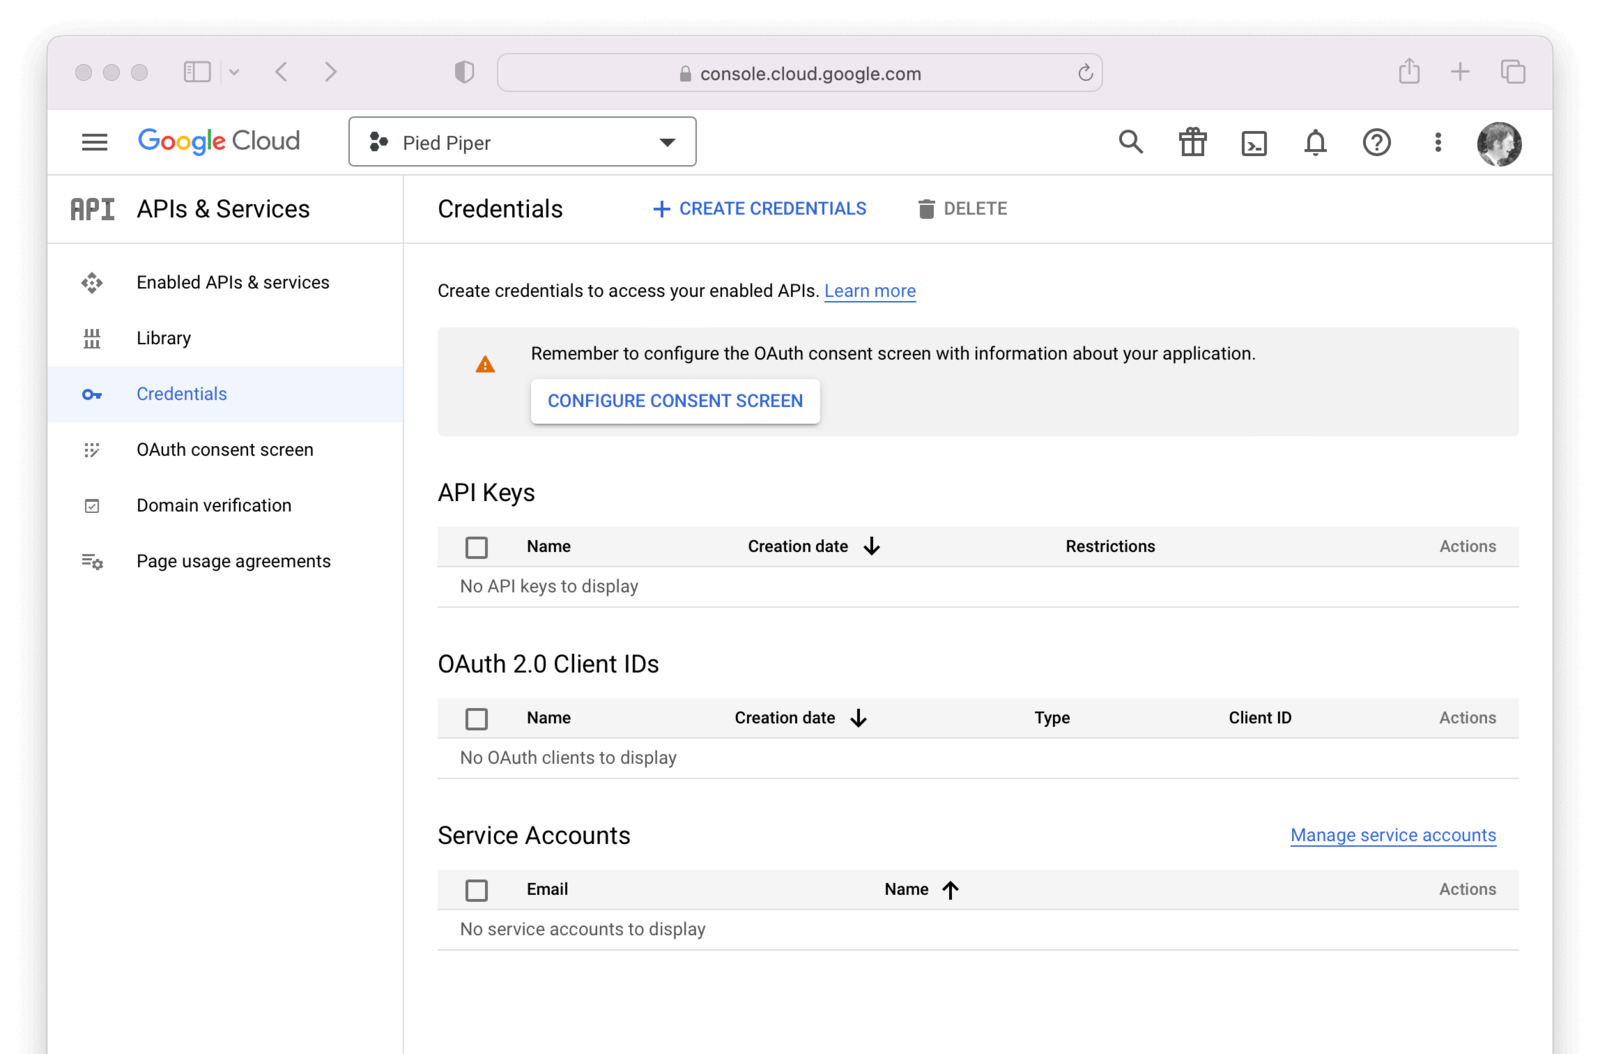 console.cloud.google.com
Google Cloud
Pied Piper
API APIs & Services
Credentials
+ CREATE CREDENTIALS
DELETE
Enabled APIs & services
Library
Credentials
OAuth consent screen
Domain verification
Page usage agreements
Create credentials to access your enabled APIs. Learn more
Remember to configure the OAuth consent screen with information about your application.
CONFIGURE CONSENT SCREEN
API Keys
Name Creation date Restrictions Actions
No API keys to display
OAuth 2.0 Client IDs
Name Creation date Type Client ID Actions
No OAuth clients to display
Service Accounts
Manage service accounts
Email Name Actions
No service accounts to display